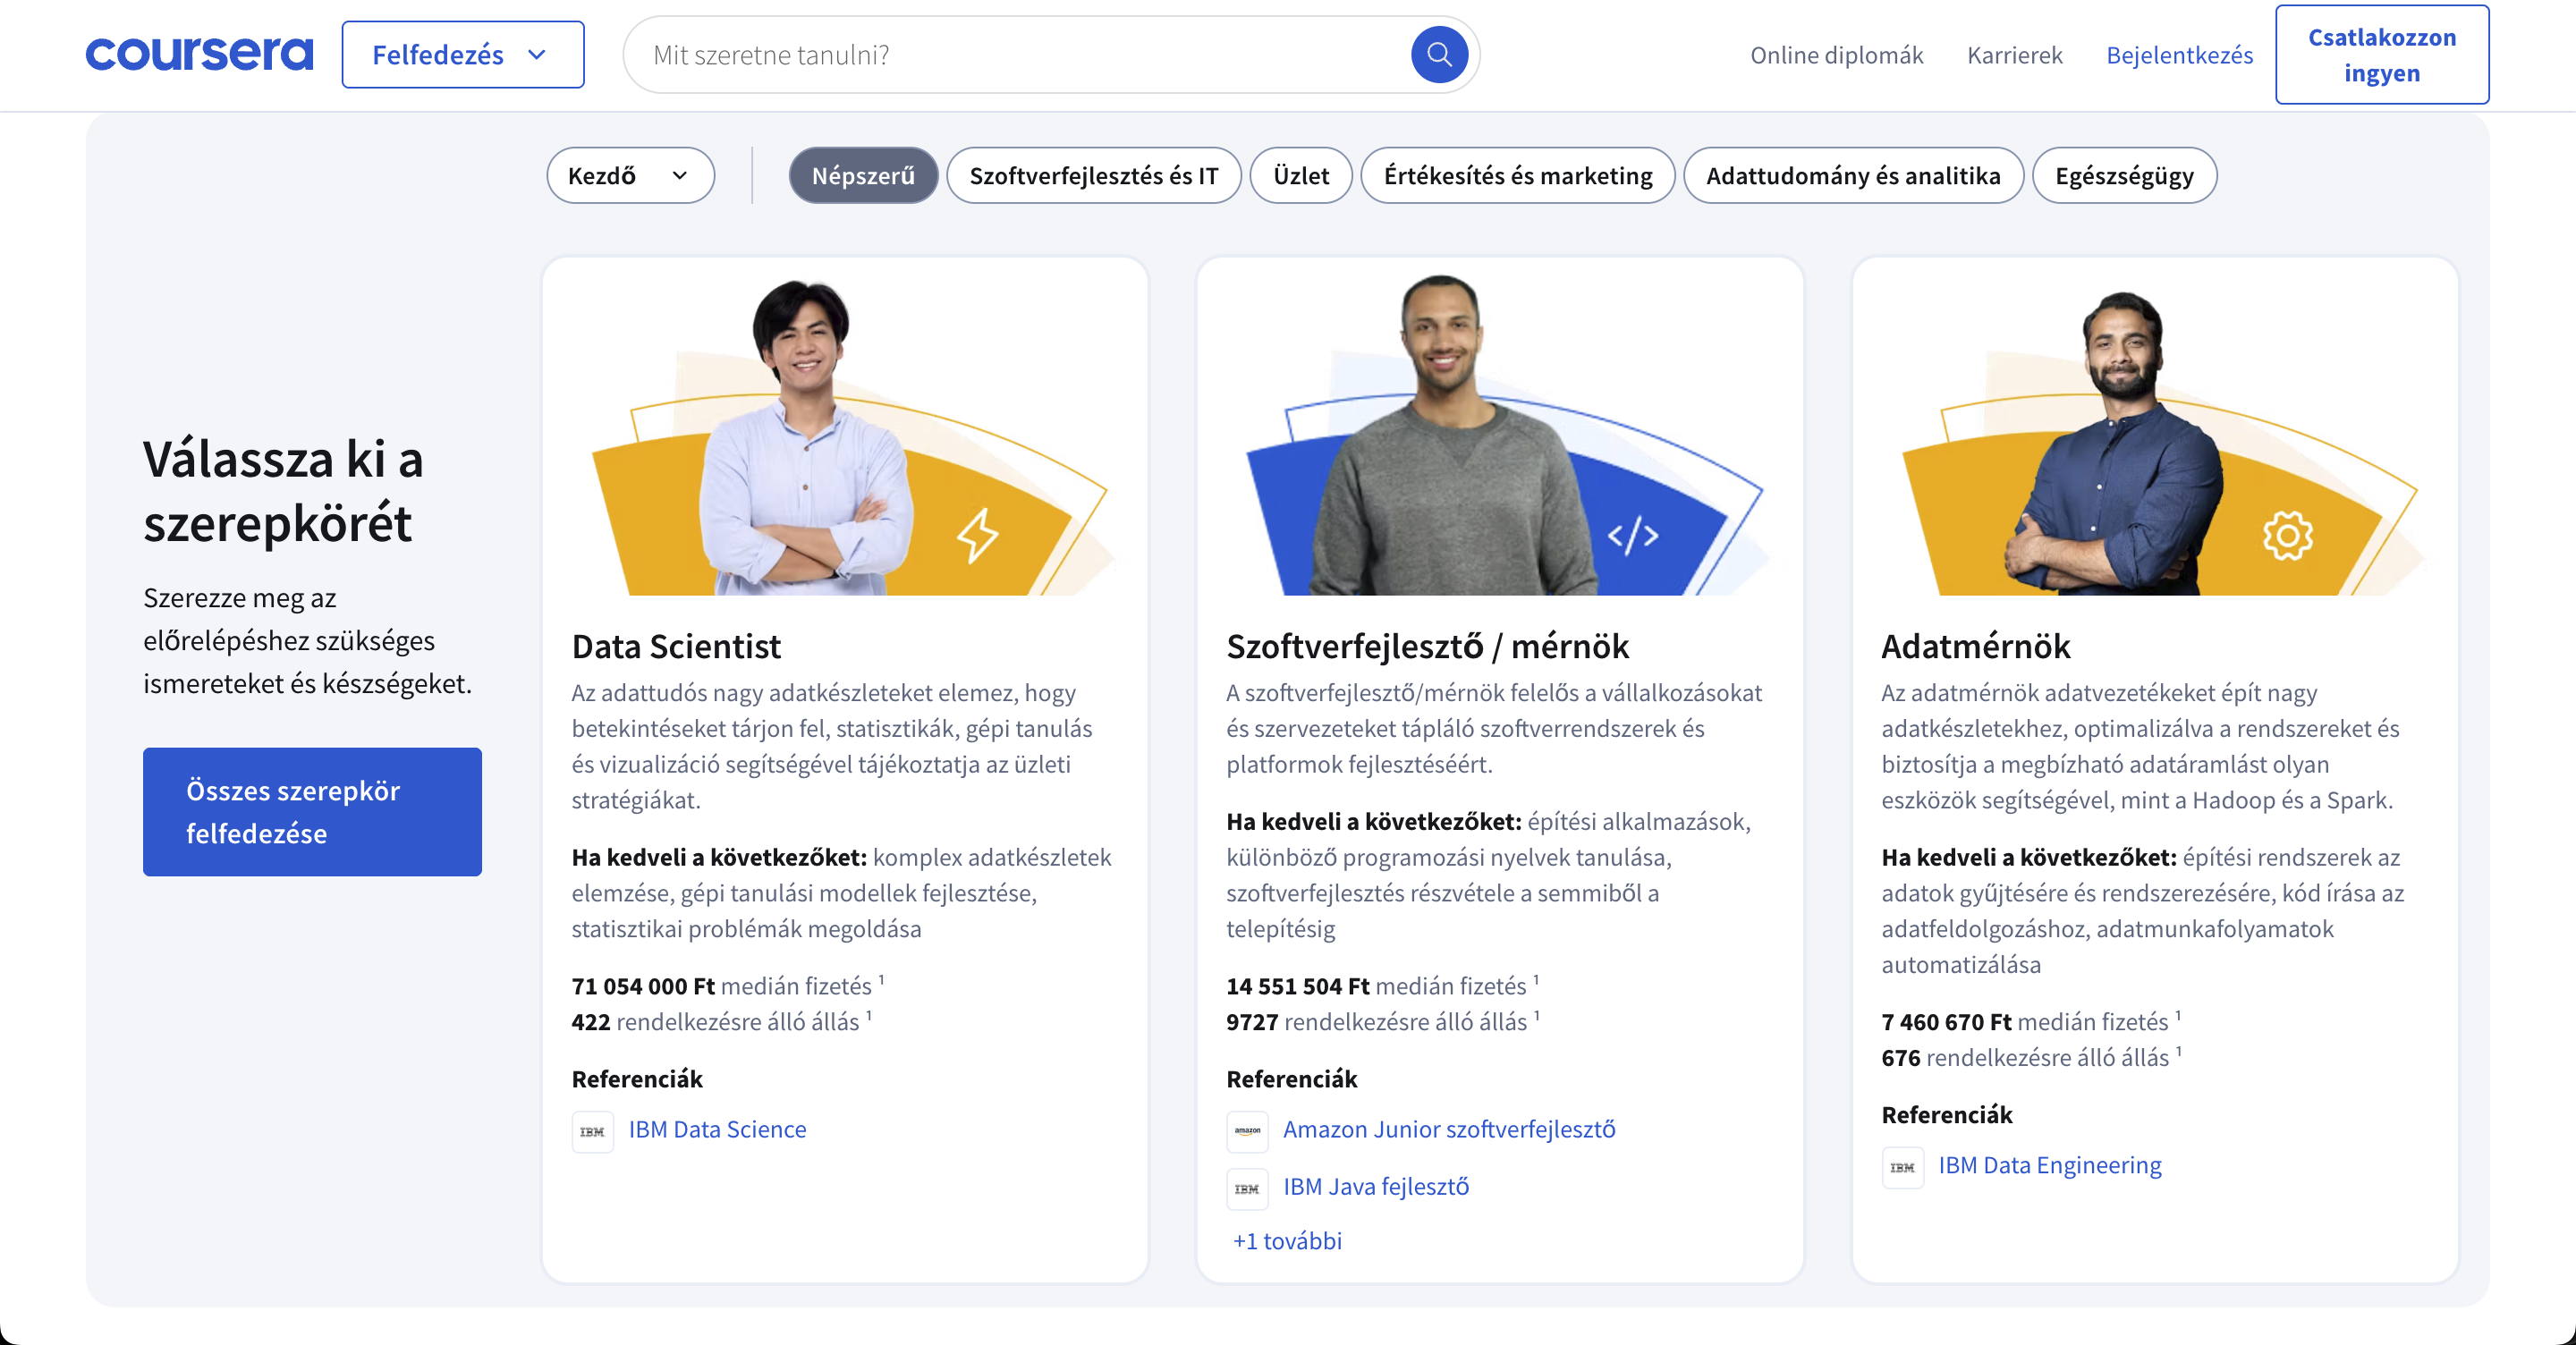 coursera
Felfedezés
Mit szeretne tanulni?
Online diplomák
Karrierek
Bejelentkezés
Csatlakozzon
ingyen
Kezdő
Népszerű
Szoftverfejlesztés és IT
Üzlet
Értékesítés és marketing
Adattudomány és analitika
Egészségügy
Válassza ki a
szerepkörét
Szerezze meg az
előrelépéshez szükséges
ismereteket és készségeket.
Összes szerepkör
felfedezése
</>
Data Scientist
Az adattudós nagy adatkészleteket elemez, hogy
betekintéseket tárjon fel, statisztikák, gépi tanulás
és vizualizáció segítségével tájékoztatja az üzleti
stratégiákat.
Ha kedveli a következőket: komplex adatkészletek
elemzése, gépi tanulási modellek fejlesztése,
statisztikai problémák megoldása
71 054 000 Ft medián fizetés ¹
422 rendelkezésre álló állás ¹
Referenciák
IBM
IBM Data Science
Szoftverfejlesztő / mérnök
A szoftverfejlesztő/mérnök felelős a vállalkozásokat
és szervezeteket tápláló szoftverrendszerek és
platformok fejlesztéséért.
Ha kedveli a következőket: építési alkalmazások,
különböző programozási nyelvek tanulása,
szoftverfejlesztés részvétele a semmiből a
telepítésig
14 551 504 Ft medián fizetés ¹
9727 rendelkezésre álló állás ¹
Referenciák
amazon
Amazon Junior szoftverfejlesztő
IBM
IBM Java fejlesztő
+1 további
Adatmérnök
Az adatmérnök adatvezetékeket épít nagy
adatkészletekhez, optimalizálva a rendszereket és
biztosítja a megbízható adatáramlást olyan
eszközök segítségével, mint a Hadoop és a Spark.
Ha kedveli a következőket: építési rendszerek az
adatok gyűjtésére és rendszerezésére, kód írása az
adatfeldolgozáshoz, adatmunkafolyamatok
automatizálása
7 460 670 Ft medián fizetés ¹
676 rendelkezésre álló állás ¹
Referenciák
IBM
IBM Data Engineering